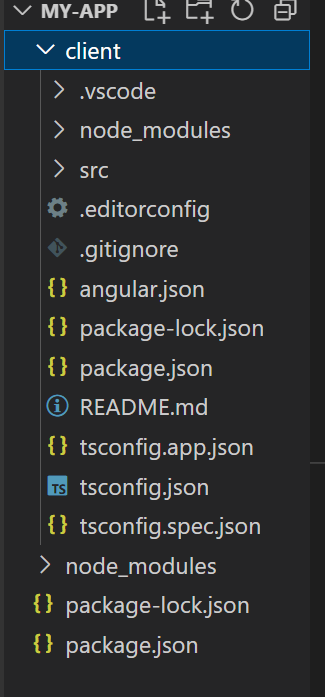 MY-APP
client
.vscode
node_modules
src
.editorconfig
.gitignore
{} angular.json
{} package-lock.json
{} package.json
README.md
{} tsconfig.app.json
TS tsconfig.json
{} tsconfig.spec.json
node_modules
{} package-lock.json
{} package.json